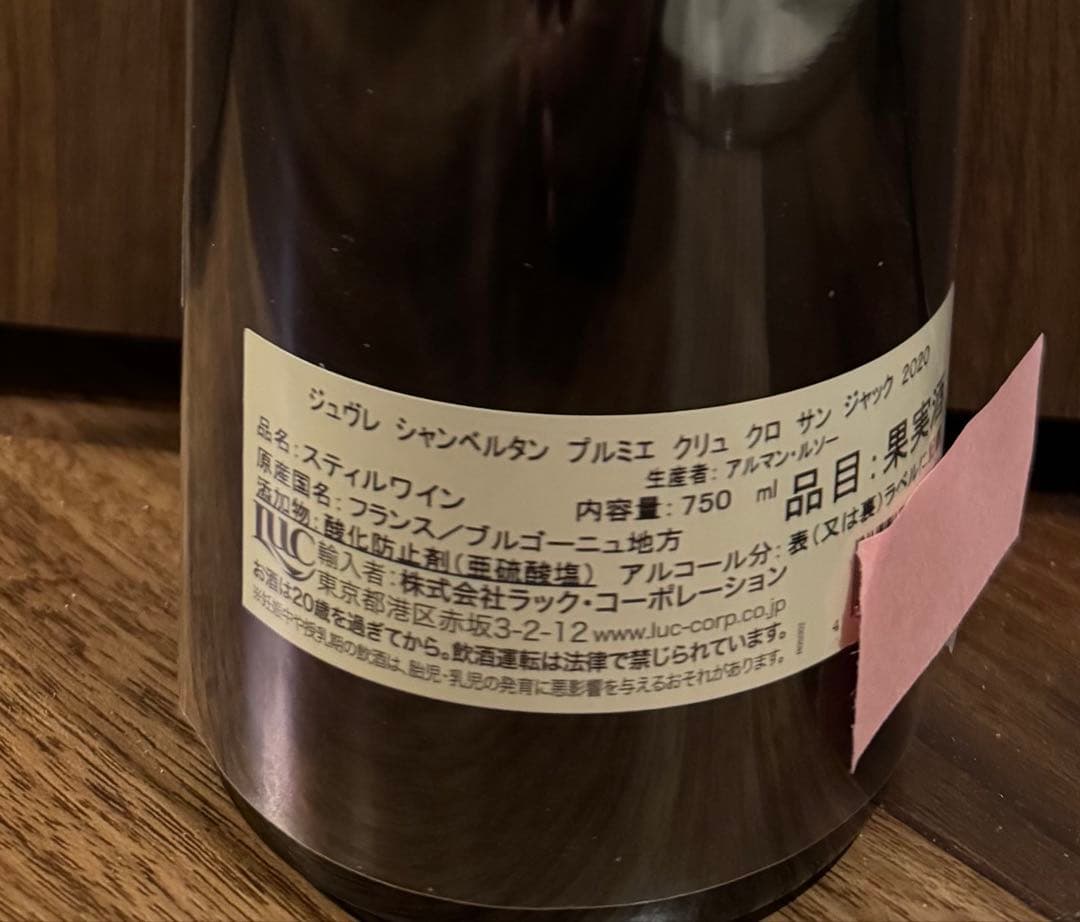 ジュヴレ シャンベルタン プルミエ クリュ クロ サン ジャック 2020
生産者：アルマン・ルソー
品名：スティルワイン
内容量：750 ml 品目：果実酒
原産国名：フランス／ブルゴーニュ地方
添加物：酸化防止剤（亜硫酸塩） アルコール分：表（又は裏）ラベルに
LUC 輸入者：株式会社ラック・コーポレーション
東京都港区赤坂3-2-12 www.luc-corp.co.jp
お酒は20歳を過ぎてから。飲酒運転は法律で禁じられています。
※妊娠中や授乳期の飲酒は、胎児・乳児の発育に悪影響を与えるおそれがあります。